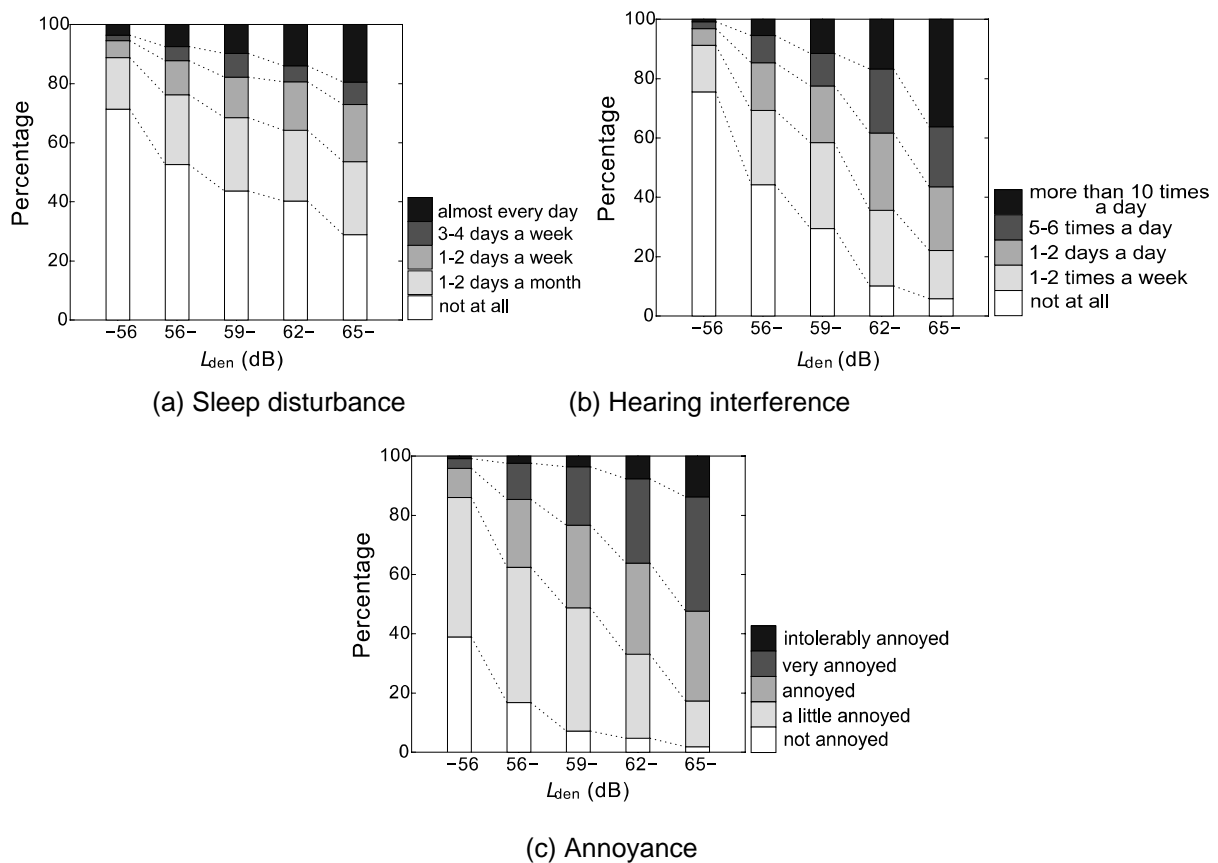 100
80
60
40
20
0
Percentage
almost every day
3-4 days a week
1-2 days a week
1-2 days a month
not at all
−56 56− 59− 62− 65−
Lden (dB)
(a) Sleep disturbance
100
80
60
40
20
0
Percentage
more than 10 times
a day
5-6 times a day
1-2 days a day
1-2 times a week
not at all
−56 56− 59− 62− 65−
Lden (dB)
(b) Hearing interference
100
80
60
40
20
0
Percentage
intolerably annoyed
very annoyed
annoyed
a little annoyed
not annoyed
−56 56− 59− 62− 65−
Lden (dB)
(c) Annoyance